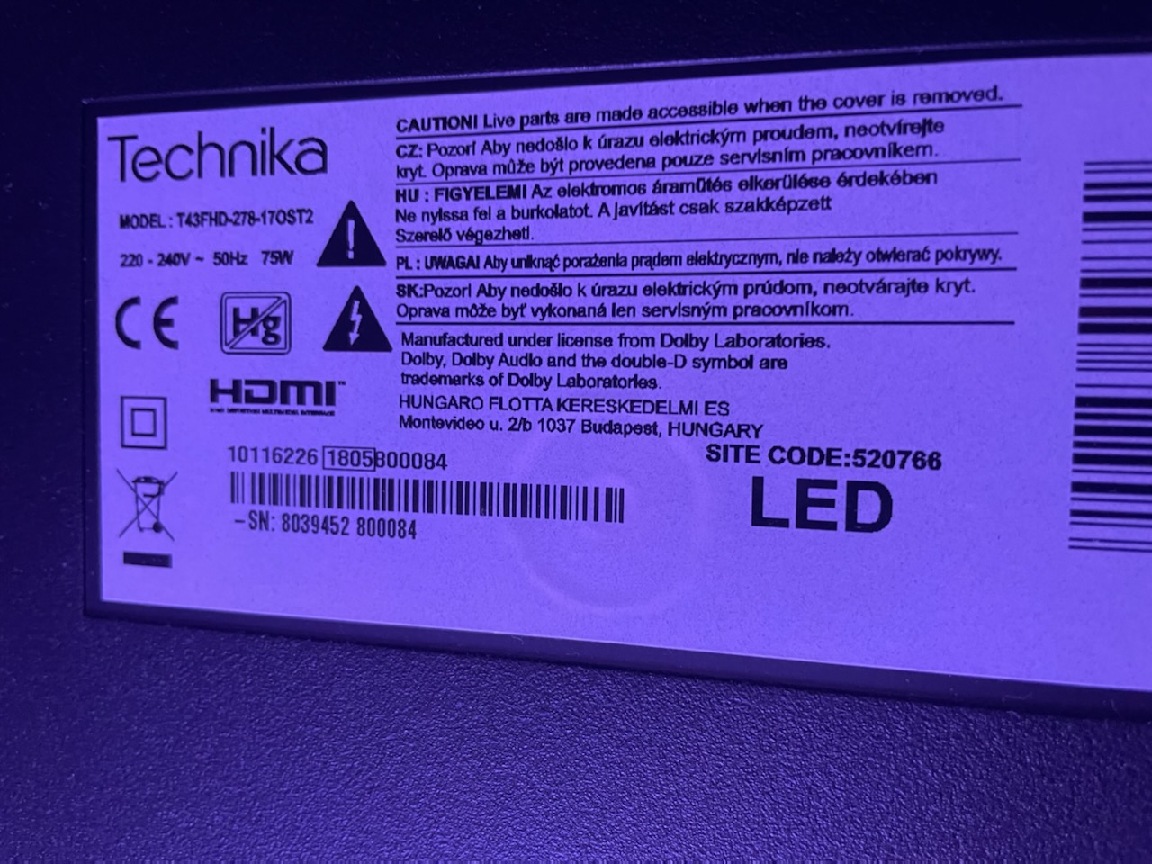 Technika
MODEL : T43FHD-278-17OST2
220 - 240V ~ 50Hz 75W
CE
Hg
HDMI™
CAUTION! Live parts are made accessible when the cover is removed.
CZ: Pozor! Aby nedošlo k úrazu elektrickým proudem, neotvírejte
kryt. Oprava může být provedena pouze servisním pracovníkem.
HU : FIGYELEM! Az elektromos áramütés elkerülése érdekében
Ne nyissa fel a burkolatot. A javítást csak szakképzett
Szerelő végezheti.
PL : UWAGA! Aby uniknąć porażenia prądem elektrycznym, nie należy otwierać pokrywy.
SK:Pozor! Aby nedošlo k úrazu elektrickým prúdom, neotvárajte kryt.
Oprava môže byť vykonaná len servisným pracovníkom.
Manufactured under license from Dolby Laboratories.
Dolby, Dolby Audio and the double-D symbol are
trademarks of Dolby Laboratories.
HUNGARO FLOTTA KERESKEDELMI ES
Montevideo u. 2/b 1037 Budapest, HUNGARY
10116226 1805800084
SITE CODE:520766
LED
-SN: 8039452 800084